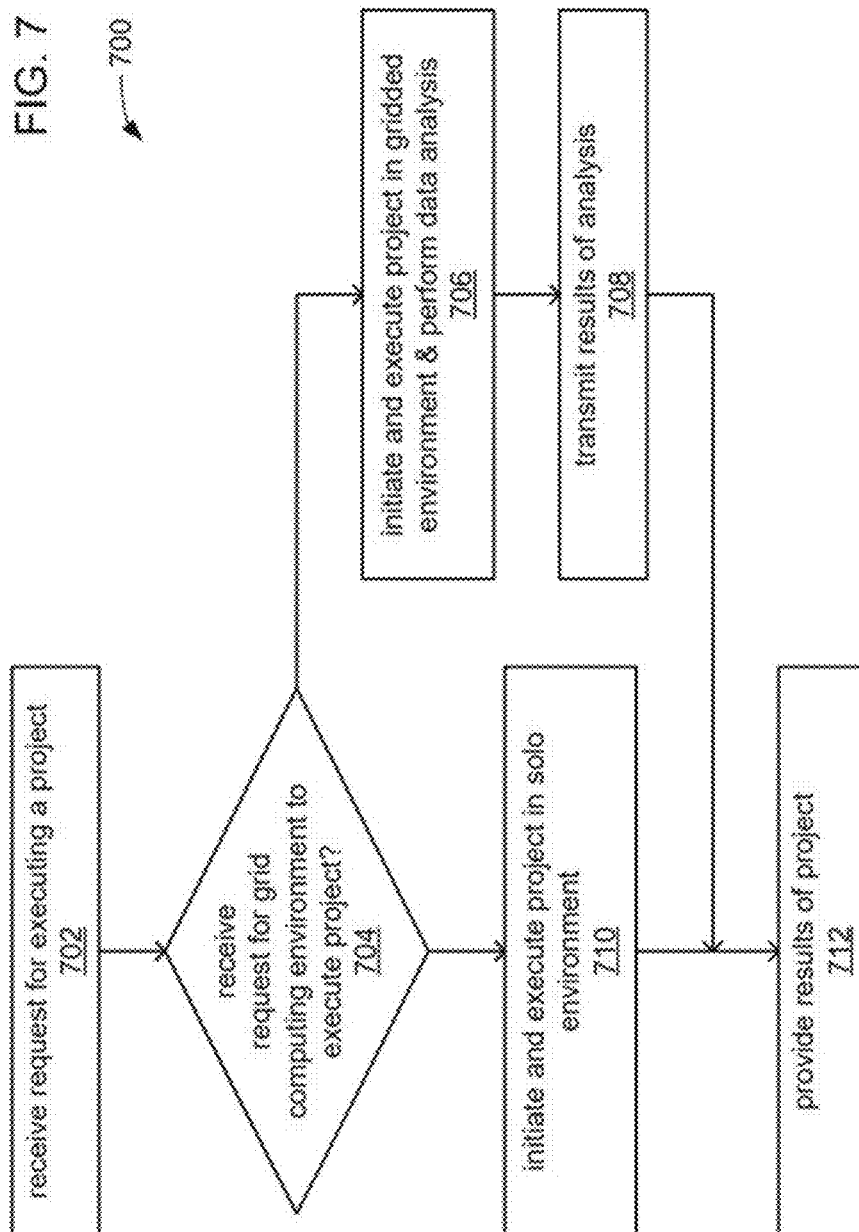 FIG. 7
700
receive request for executing a project
702
receive
request for grid
computing environment to
execute project?
704
initiate and execute project in gridded
environment & perform data analysis
706
transmit results of analysis
708
initiate and execute project in solo
environment
710
provide results of project
712